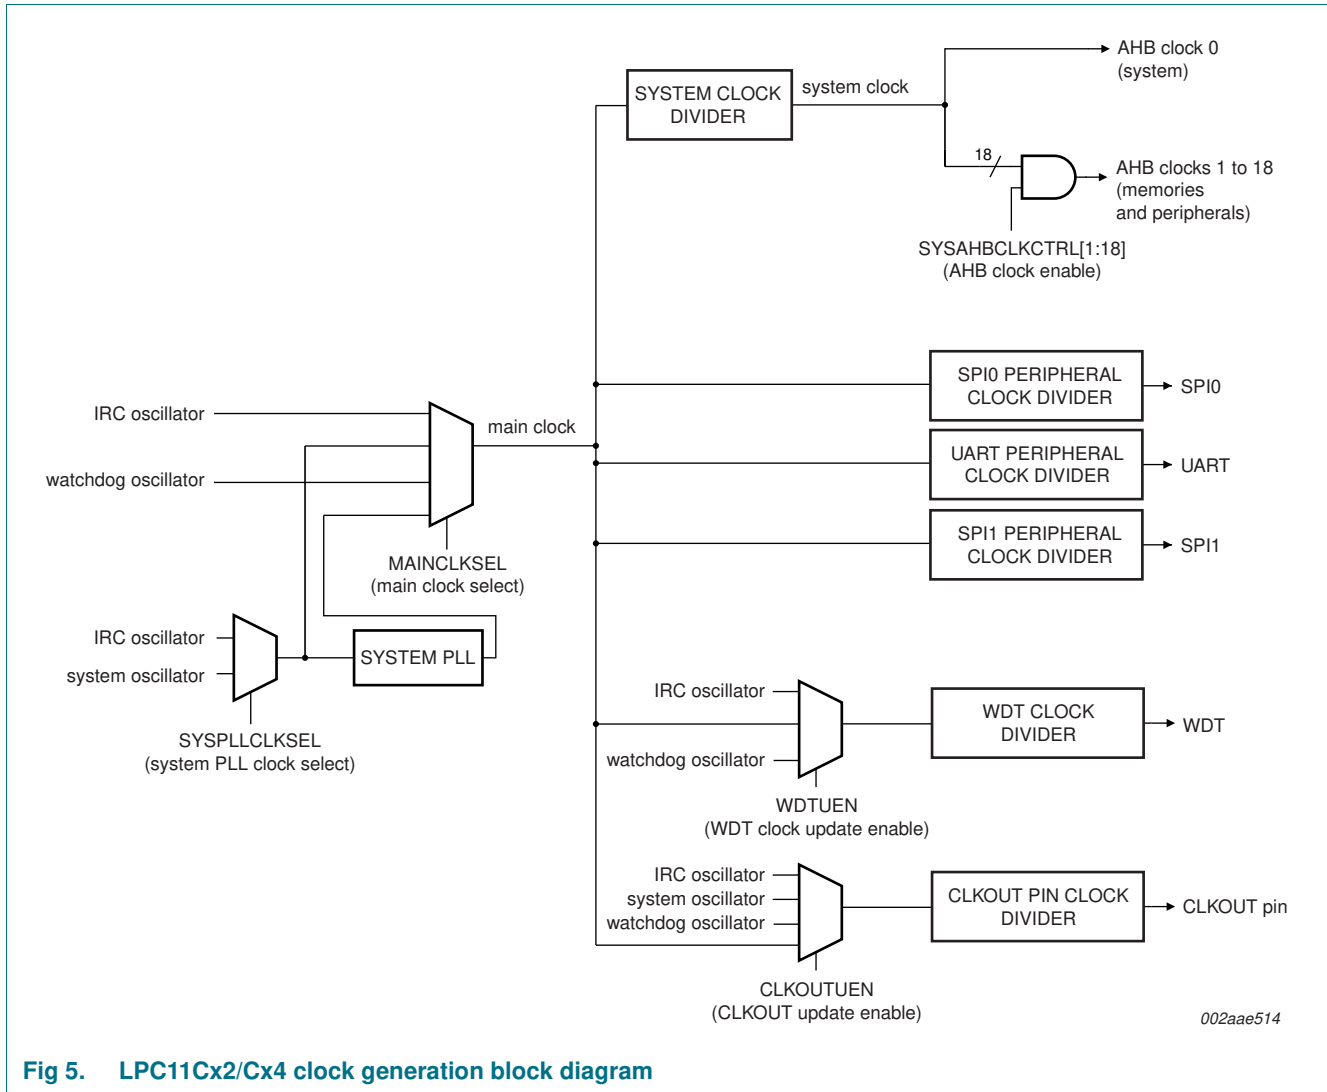 AHB clock 0
(system)
SYSTEM CLOCK
DIVIDER
system clock
18
AHB clocks 1 to 18
(memories
and peripherals)
SYSAHBCLKCTRL[1:18]
(AHB clock enable)
SPI0 PERIPHERAL
CLOCK DIVIDER
SPI0
IRC oscillator
main clock
watchdog oscillator
UART PERIPHERAL
CLOCK DIVIDER
UART
SPI1 PERIPHERAL
CLOCK DIVIDER
SPI1
MAINCLKSEL
(main clock select)
IRC oscillator
system oscillator
SYSTEM PLL
SYSPLLCLKSEL
(system PLL clock select)
IRC oscillator
watchdog oscillator
WDT CLOCK
DIVIDER
WDT
WDTUEN
(WDT clock update enable)
IRC oscillator
system oscillator
watchdog oscillator
CLKOUT PIN CLOCK
DIVIDER
CLKOUT pin
CLKOUTUEN
(CLKOUT update enable)
002aae514
Fig 5. LPC11Cx2/Cx4 clock generation block diagram